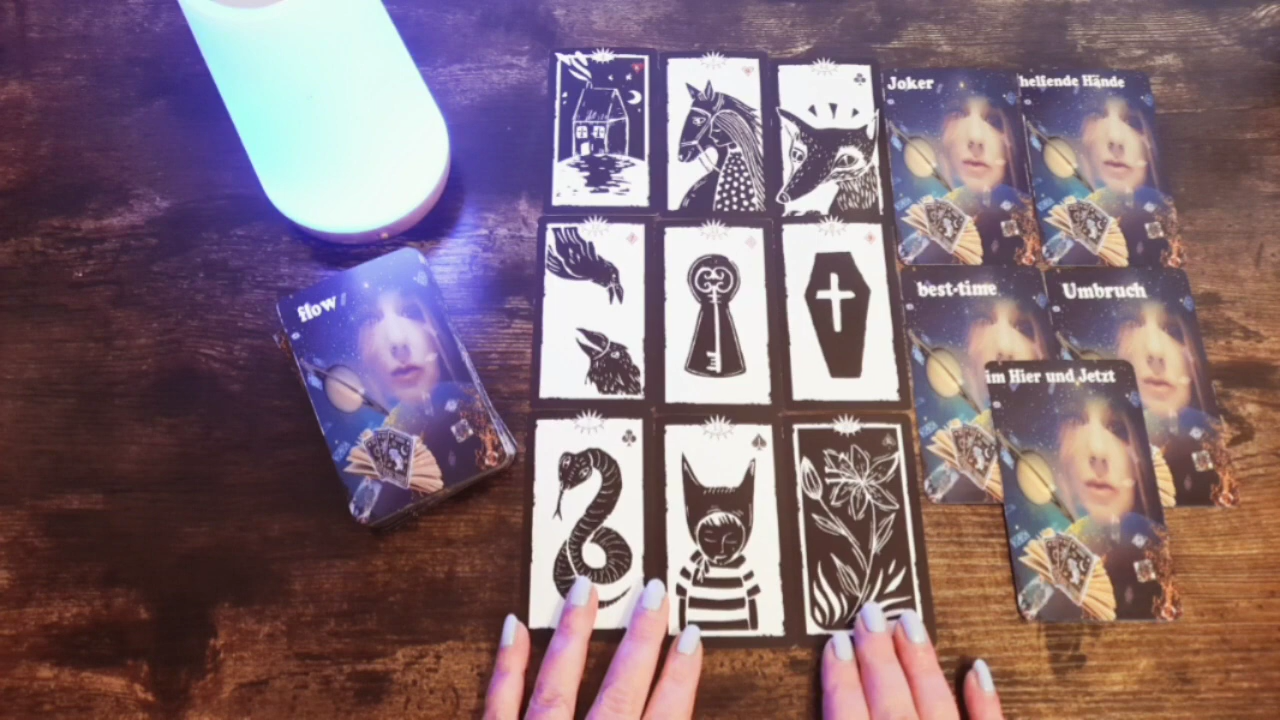 Joker
helfende Hände
best-time
Umbruch
im Hier und Jetzt
flow